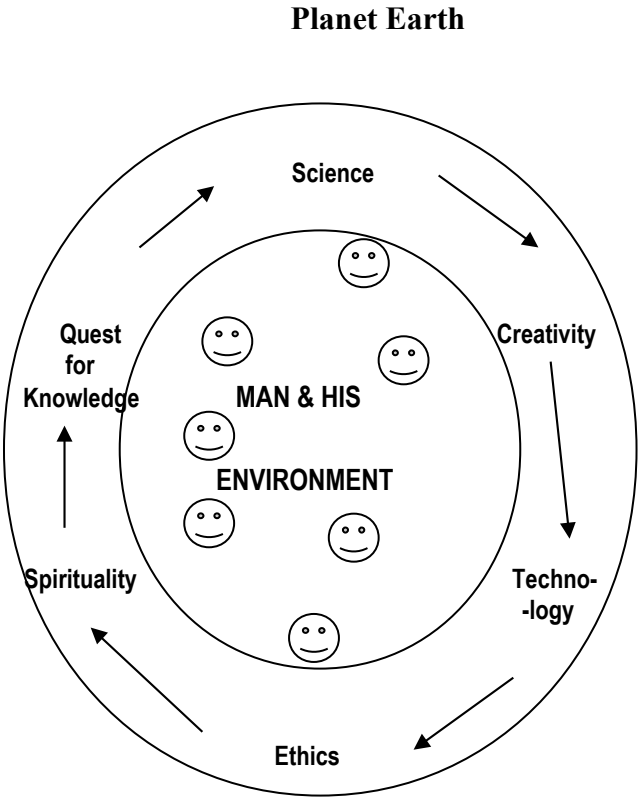 Planet Earth
Science
Quest
for
Knowledge
Creativity
MAN & HIS
ENVIRONMENT
Spirituality
Techno-
-logy
Ethics